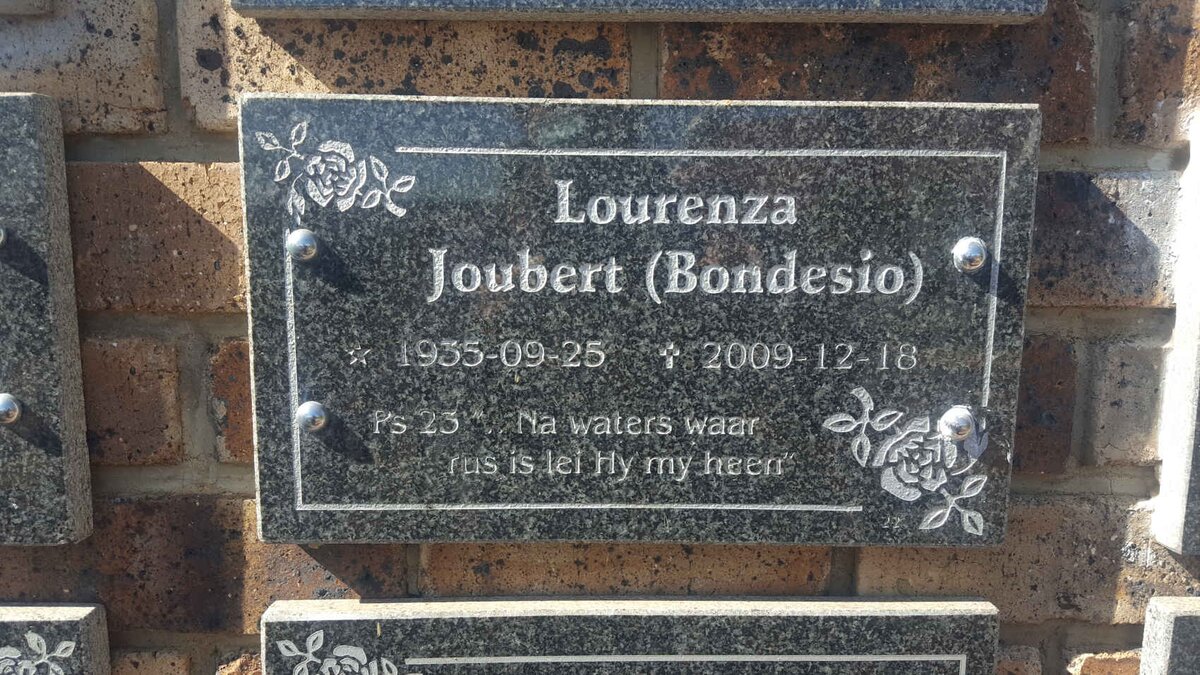 Lourenza
Joubert (Bondesio)
☆ 1935-09-25 ✝ 2009-12-18
Ps 23 "... Na waters waar
rus is lei Hy my heen"
22